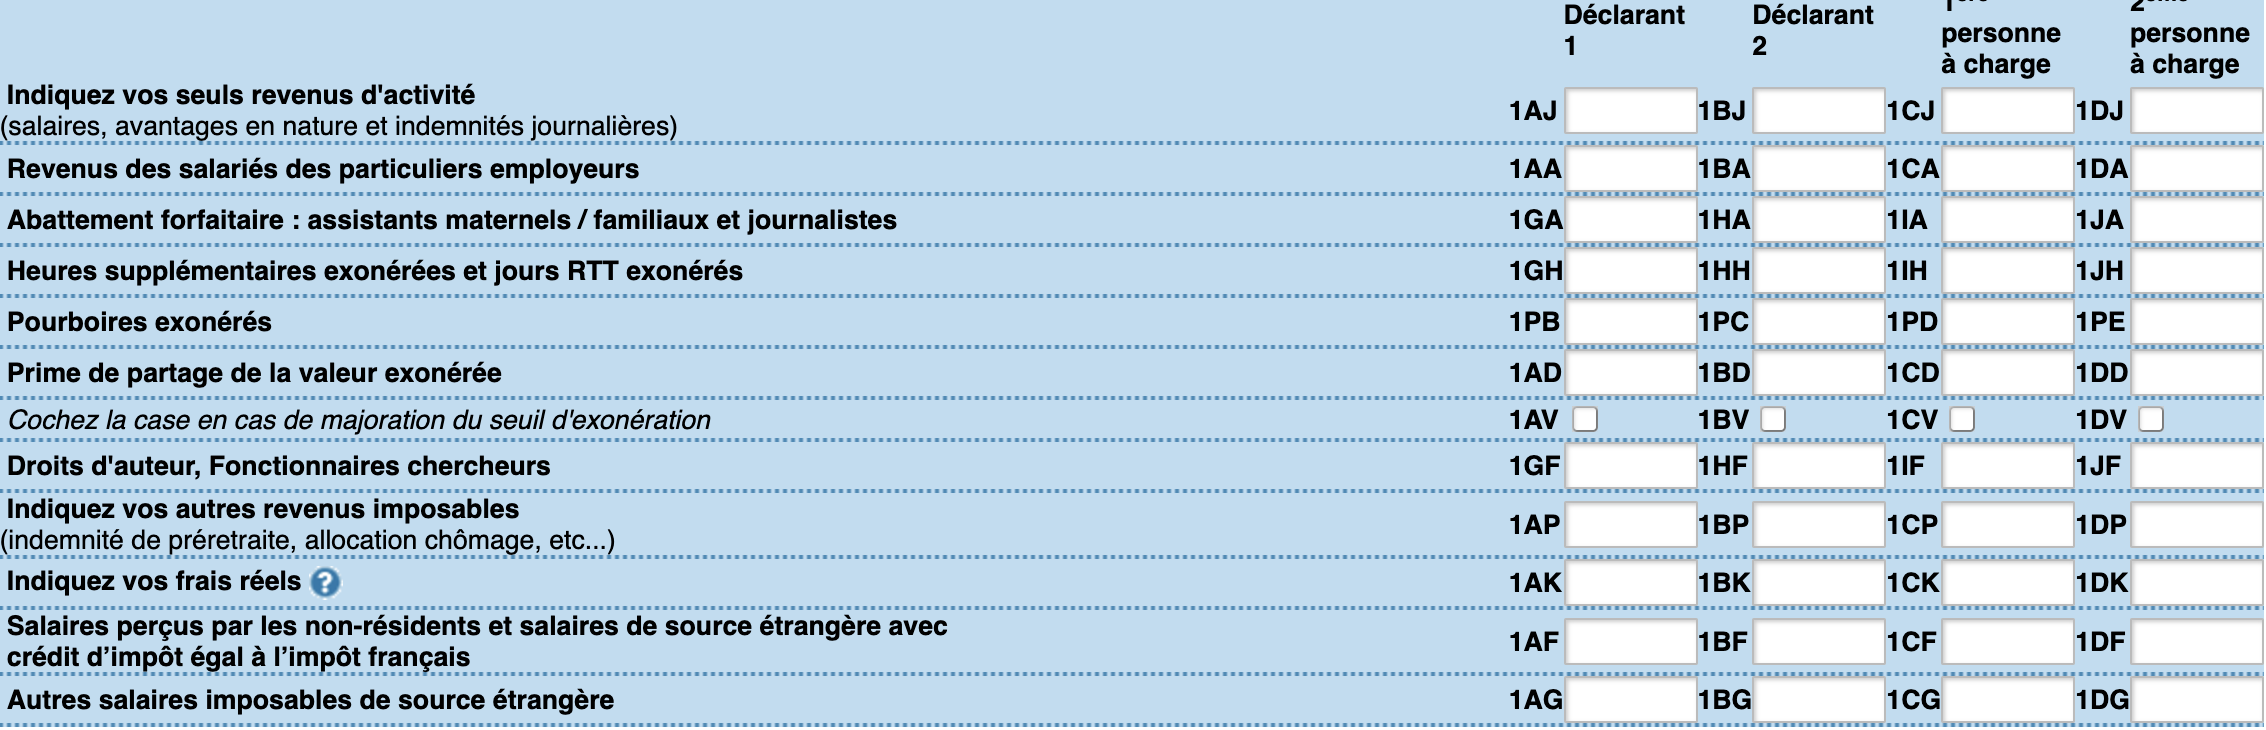 Déclarant 1 Déclarant 2 1ère personne à charge 2ème personne à charge
Indiquez vos seuls revenus d'activité
(salaires, avantages en nature et indemnités journalières) 1AJ 1BJ 1CJ 1DJ
Revenus des salariés des particuliers employeurs 1AA 1BA 1CA 1DA
Abattement forfaitaire : assistants maternels / familiaux et journalistes 1GA 1HA 1IA 1JA
Heures supplémentaires exonérées et jours RTT exonérés 1GH 1HH 1IH 1JH
Pourboires exonérés 1PB 1PC 1PD 1PE
Prime de partage de la valeur exonérée 1AD 1BD 1CD 1DD
Cochez la case en cas de majoration du seuil d'exonération 1AV 1BV 1CV 1DV
Droits d'auteur, Fonctionnaires chercheurs 1GF 1HF 1IF 1JF
Indiquez vos autres revenus imposables
(indemnité de préretraite, allocation chômage, etc...) 1AP 1BP 1CP 1DP
Indiquez vos frais réels ? 1AK 1BK 1CK 1DK
Salaires perçus par les non-résidents et salaires de source étrangère avec
crédit d’impôt égal à l’impôt français 1AF 1BF 1CF 1DF
Autres salaires imposables de source étrangère 1AG 1BG 1CG 1DG